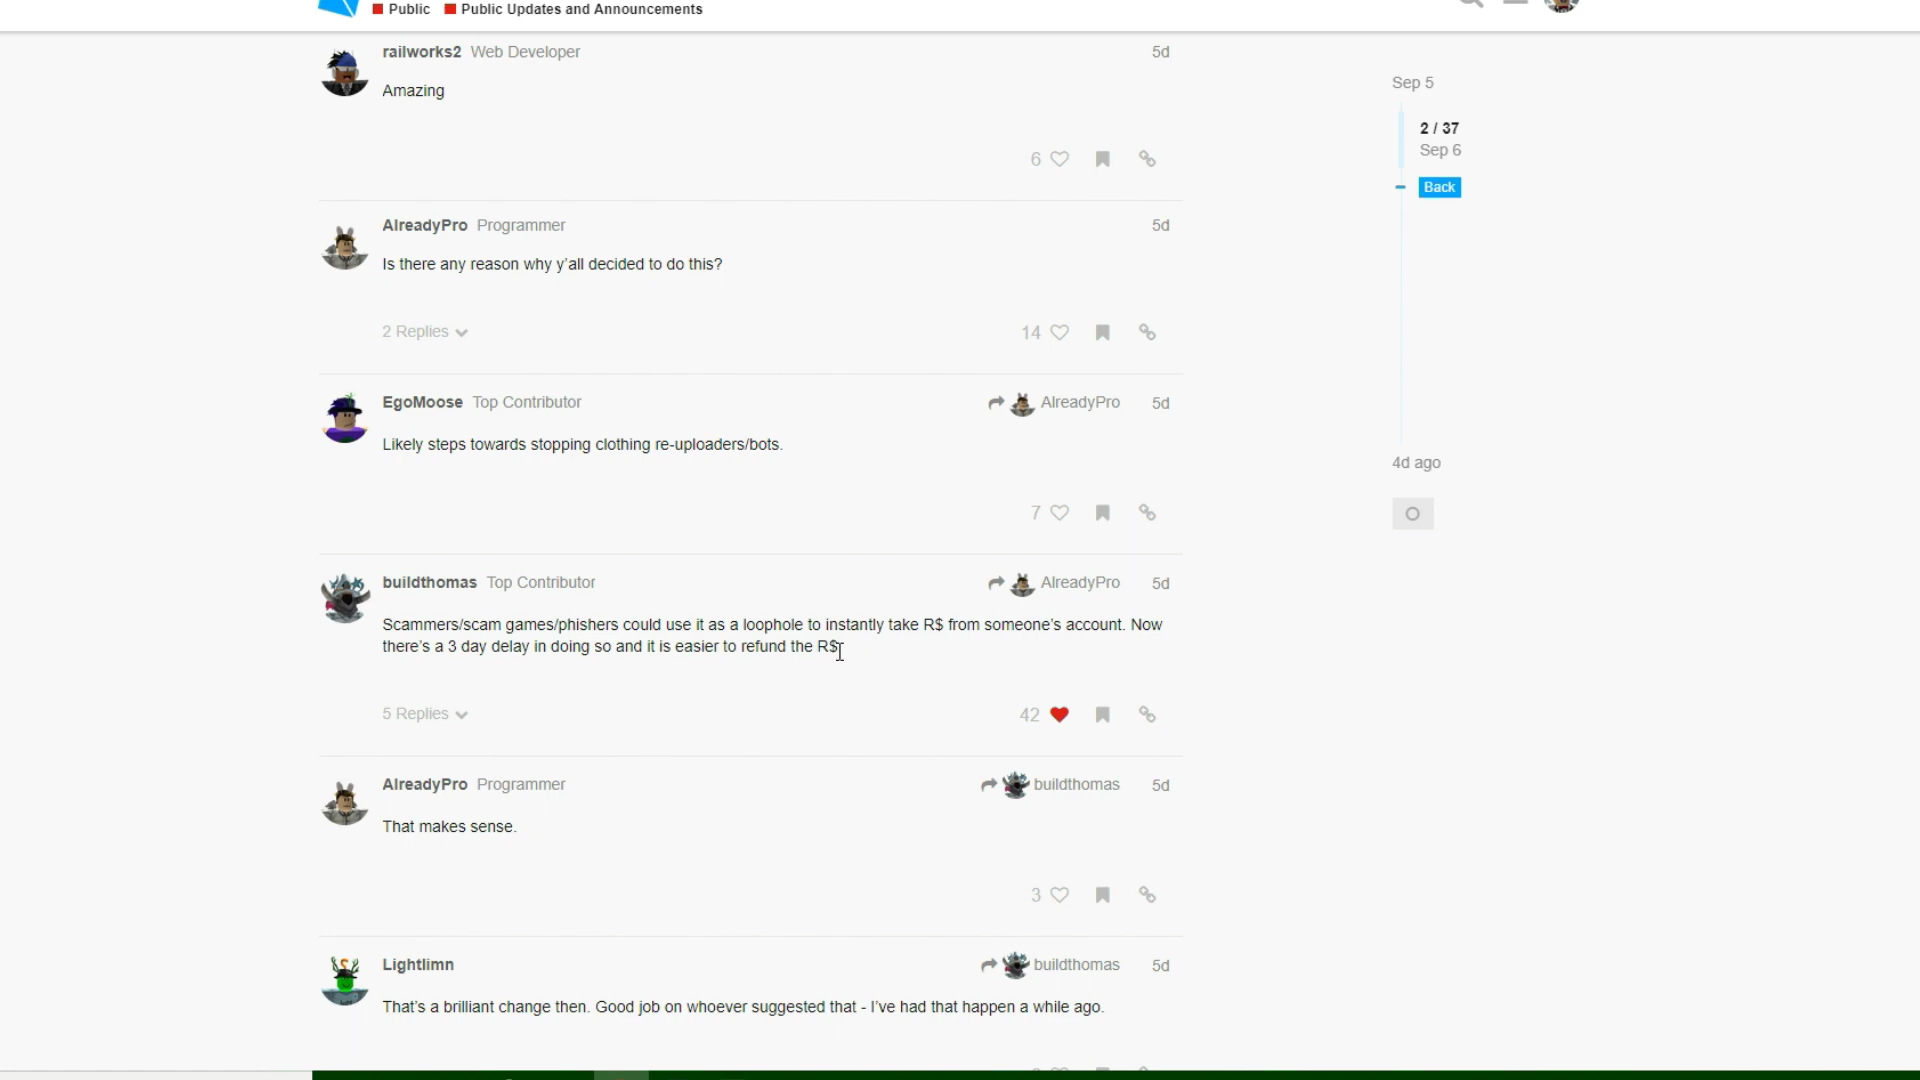 Public Public Updates and Announcements
railworks2 Web Developer 5d
Amazing
6
AlreadyPro Programmer 5d
Is there any reason why y’all decided to do this?
2 Replies 14
EgoMoose Top Contributor AlreadyPro 5d
Likely steps towards stopping clothing re-uploaders/bots.
7
buildthomas Top Contributor AlreadyPro 5d
Scammers/scam games/phishers could use it as a loophole to instantly take R$ from someone’s account. Now
there’s a 3 day delay in doing so and it is easier to refund the R$.
5 Replies 42
AlreadyPro Programmer buildthomas 5d
That makes sense.
3
Lightlimn buildthomas 5d
That’s a brilliant change then. Good job on whoever suggested that - I’ve had that happen a while ago.
Sep 5
2 / 37
Sep 6
Back
4d ago